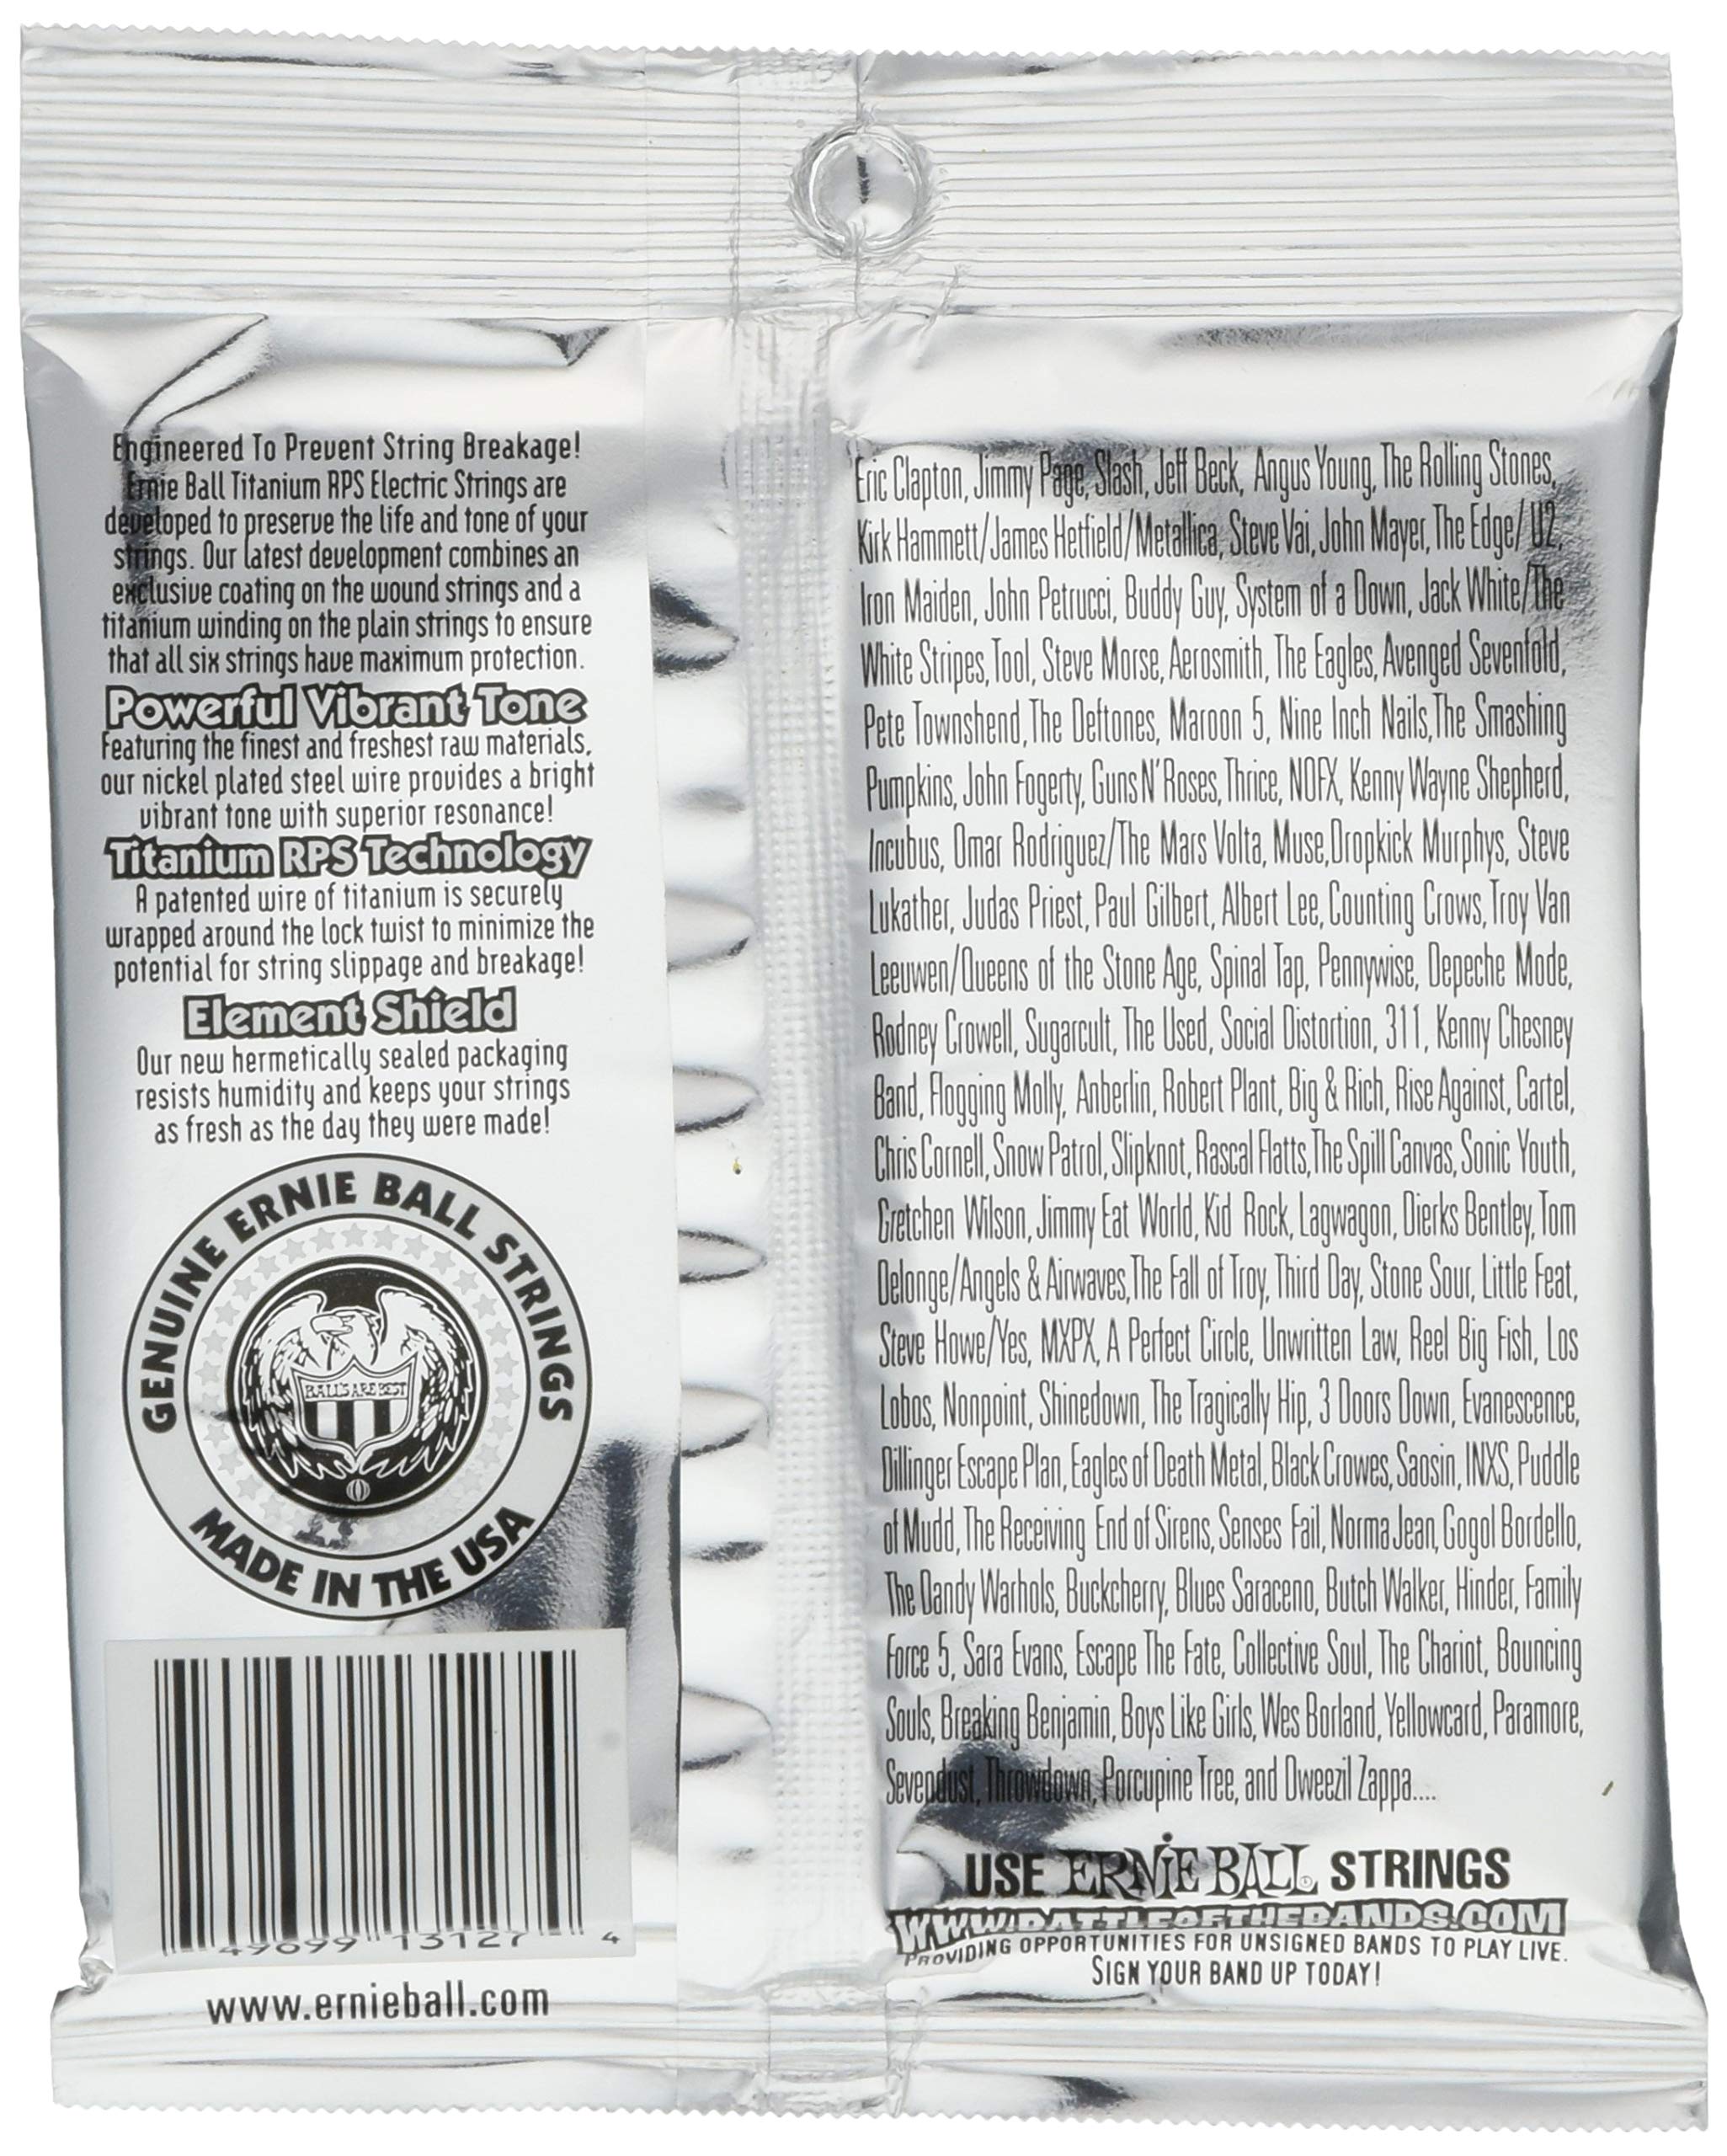 Engineered To Prevent String Breakage!
Ernie Ball Titanium RPS Electric Strings are
developed to preserve the life and tone of your
strings. Our latest development combines an
exclusive coating on the wound strings and a
titanium winding on the plain strings to ensure
that all six strings have maximum protection.
Powerful Vibrant Tone
Featuring the finest and freshest raw materials,
our nickel plated steel wire provides a bright
vibrant tone with superior resonance!
Titanium RPS Technology
A patented wire of titanium is securely
wrapped around the lock twist to minimize the
potential for string slippage and breakage!
Element Shield
Our new hermetically sealed packaging
resists humidity and keeps your strings
as fresh as the day they were made!
GENUINE ERNIE BALL STRINGS
BALLS ARE BEST
MADE IN THE USA
49699 13127 4
www.ernieball.com
Eric Clapton, Jimmy Page, Slash, Jeff Beck, Angus Young, The Rolling Stones,
Kirk Hammett/James Hetfield/Metallica, Steve Vai, John Mayer, The Edge/U2,
Iron Maiden, John Petrucci, Buddy Guy, System of a Down, Jack White/The
White Stripes, Tool, Steve Morse, Aerosmith, The Eagles, Avenged Sevenfold,
Pete Townshend, The Deftones, Maroon 5, Nine Inch Nails, The Smashing
Pumpkins, John Fogerty, Guns N' Roses, Thrice, NOFX, Kenny Wayne Shepherd,
Incubus, Omar Rodriguez/The Mars Volta, Muse, Dropkick Murphys, Steve
Lukather, Judas Priest, Paul Gilbert, Albert Lee, Counting Crows, Troy Van
Leeuwen/Queens of the Stone Age, Spinal Tap, Pennywise, Depeche Mode,
Rodney Crowell, Sugarcult, The Used, Social Distortion, 311, Kenny Chesney
Band, Flogging Molly, Anberlin, Robert Plant, Big & Rich, Rise Against, Cartel,
Chris Cornell, Snow Patrol, Slipknot, Rascal Flatts, The Spill Canvas, Sonic Youth,
Gretchen Wilson, Jimmy Eat World, Kid Rock, Lagwagon, Dierks Bentley, Tom
Delonge/Angels & Airwaves, The Fall of Troy, Third Day, Stone Sour, Little Feat,
Steve Howe/Yes, MXPX, A Perfect Circle, Unwritten Law, Reel Big Fish, Los
Lobos, Nonpoint, Shinedown, The Tragically Hip, 3 Doors Down, Evanescence,
Dillinger Escape Plan, Eagles of Death Metal, Black Crowes, Saosin, INXS, Puddle
of Mudd, The Receiving End of Sirens, Senses Fail, Norma Jean, Gogol Bordello,
The Dandy Warhols, Buckcherry, Blues Saraceno, Butch Walker, Hinder, Family
Force 5, Sara Evans, Escape The Fate, Collective Soul, The Chariot, Bouncing
Souls, Breaking Benjamin, Boys Like Girls, Wes Borland, Yellowcard, Paramore,
Sevendust, Throwdown, Porcupine Tree, and Dweezil Zappa....
USE ERNIE BALL STRINGS
WWW.BATTLEOFTHEBANDS.COM
PROVIDING OPPORTUNITIES FOR UNSIGNED BANDS TO PLAY LIVE.
SIGN YOUR BAND UP TODAY!